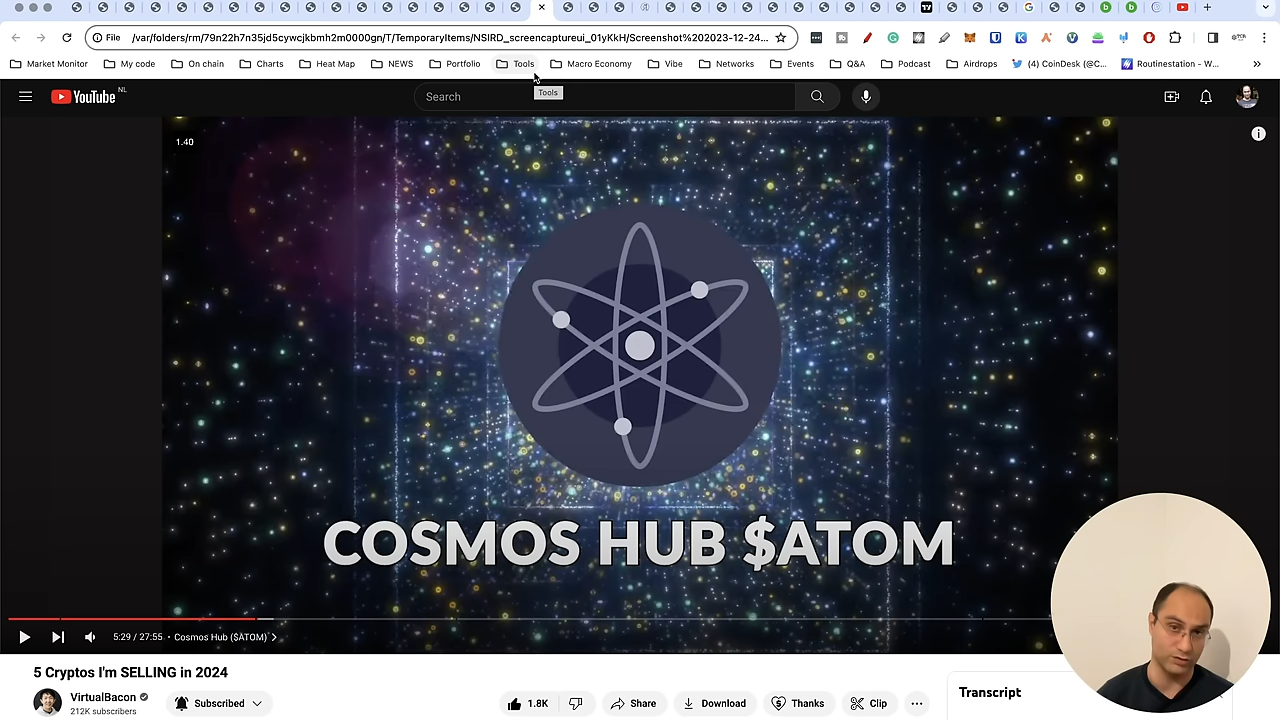 File
/var/folders/rm/79n22h7n35jd5cywcjkbmh2m0000gn/T/TemporaryItems/NSIRD_screencaptureui_01yKkH/Screenshot%202023-12-24...
Market Monitor My code On chain Charts Heat Map NEWS Portfolio Tools Macro Economy Vibe Networks Events Q&A Podcast Airdrops (4) CoinDesk (@C... Routinestation - W... »
Tools
YouTube NL
Search
1.40
COSMOS HUB $ATOM
5:29 / 27:55 • Cosmos Hub ($ATOM)
5 Cryptos I'm SELLING in 2024
VirtualBacon
212K subscribers
Subscribed
1.8K
Share
Download
Thanks
Clip
Transcript